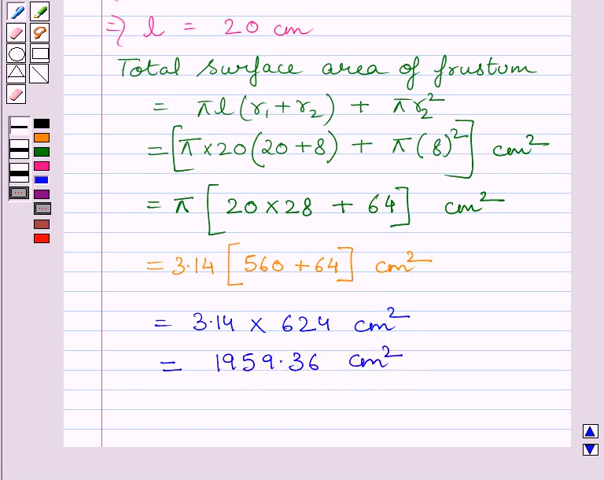 ⇒ l = 20 cm
Total surface area of frustum
= πl(r₁+r₂) + πr₂²
= [π×20(20+8) + π(8)²] cm²
= π [20×28 + 64] cm²
= 3.14 [560+64] cm²
= 3.14 × 624 cm²
= 1959.36 cm²